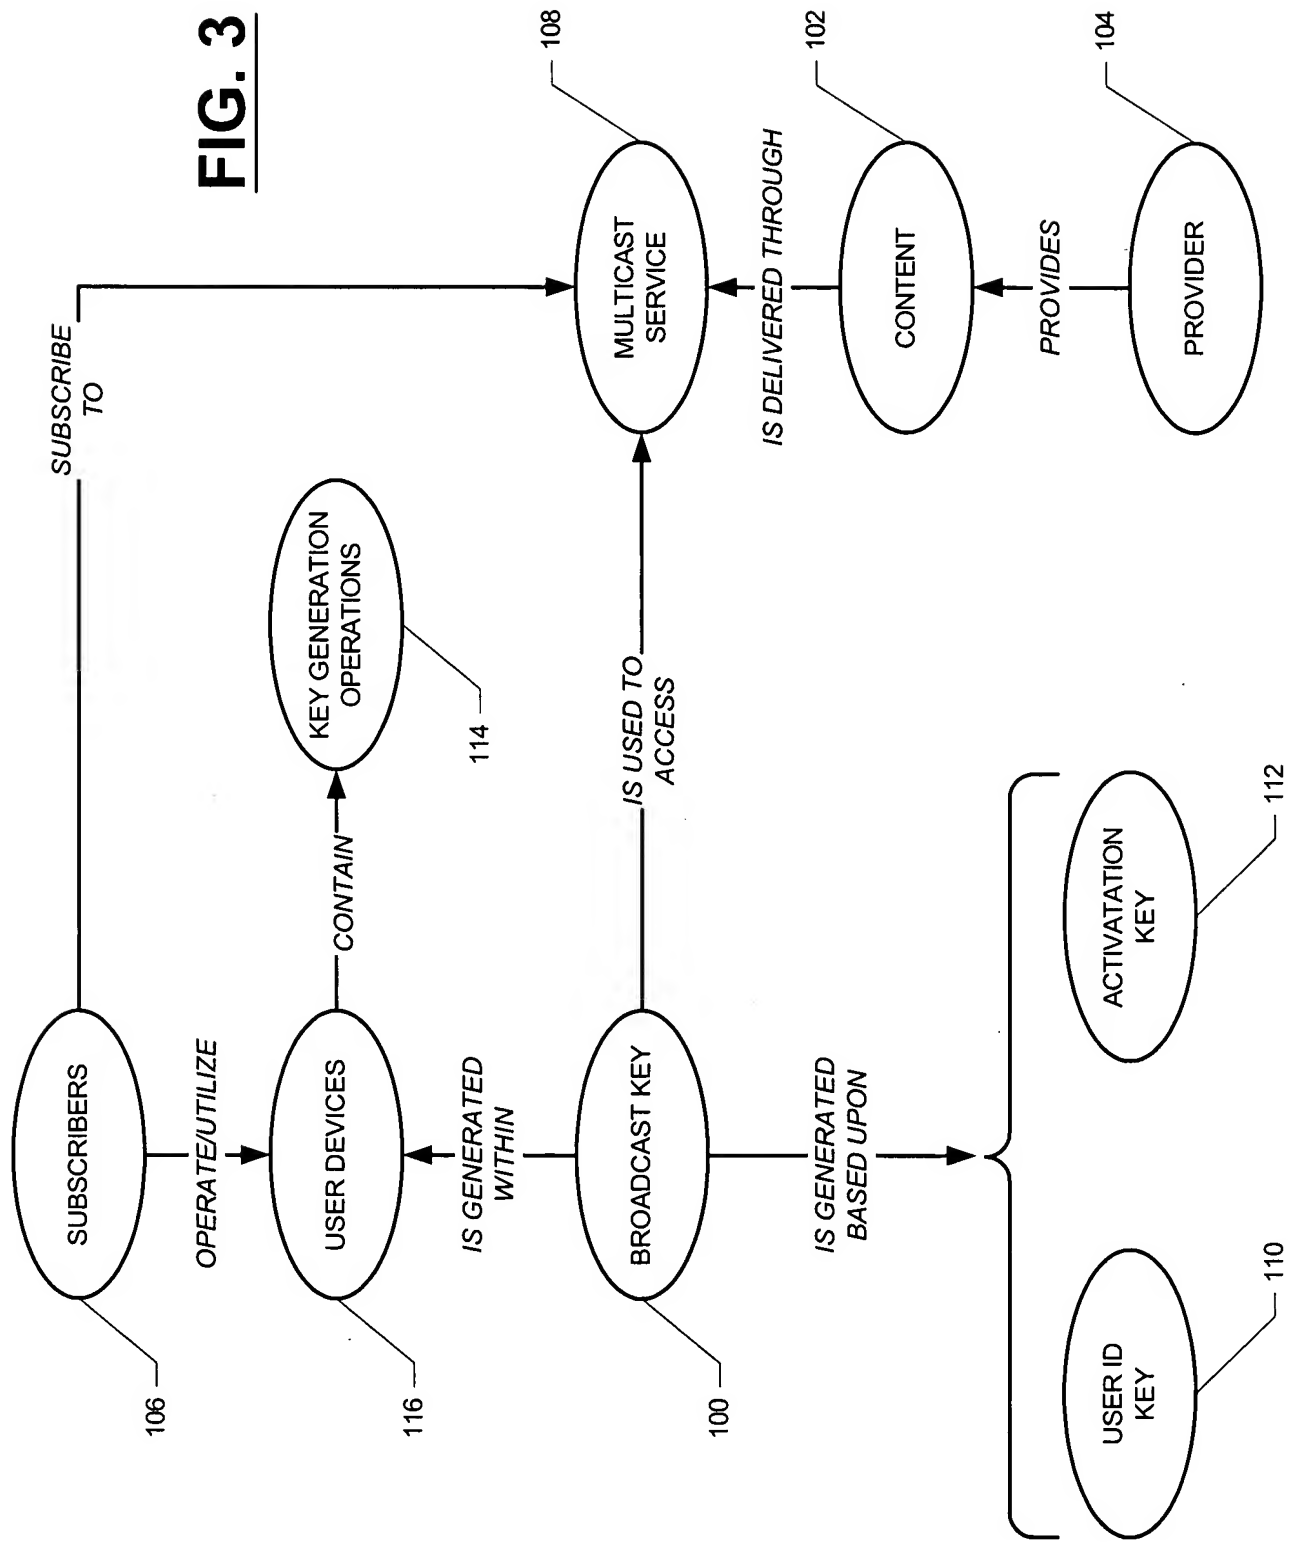 FIG. 3
106
SUBSCRIBERS
SUBSCRIBE
TO
OPERATE/UTILIZE
116
USER DEVICES
CONTAIN
KEY GENERATION
OPERATIONS
114
IS GENERATED
WITHIN
100
BROADCAST KEY
IS USED TO
ACCESS
MULTICAST
SERVICE
108
IS DELIVERED THROUGH
CONTENT
102
PROVIDES
PROVIDER
104
IS GENERATED
BASED UPON
USER ID
KEY
110
ACTIVATATION
KEY
112